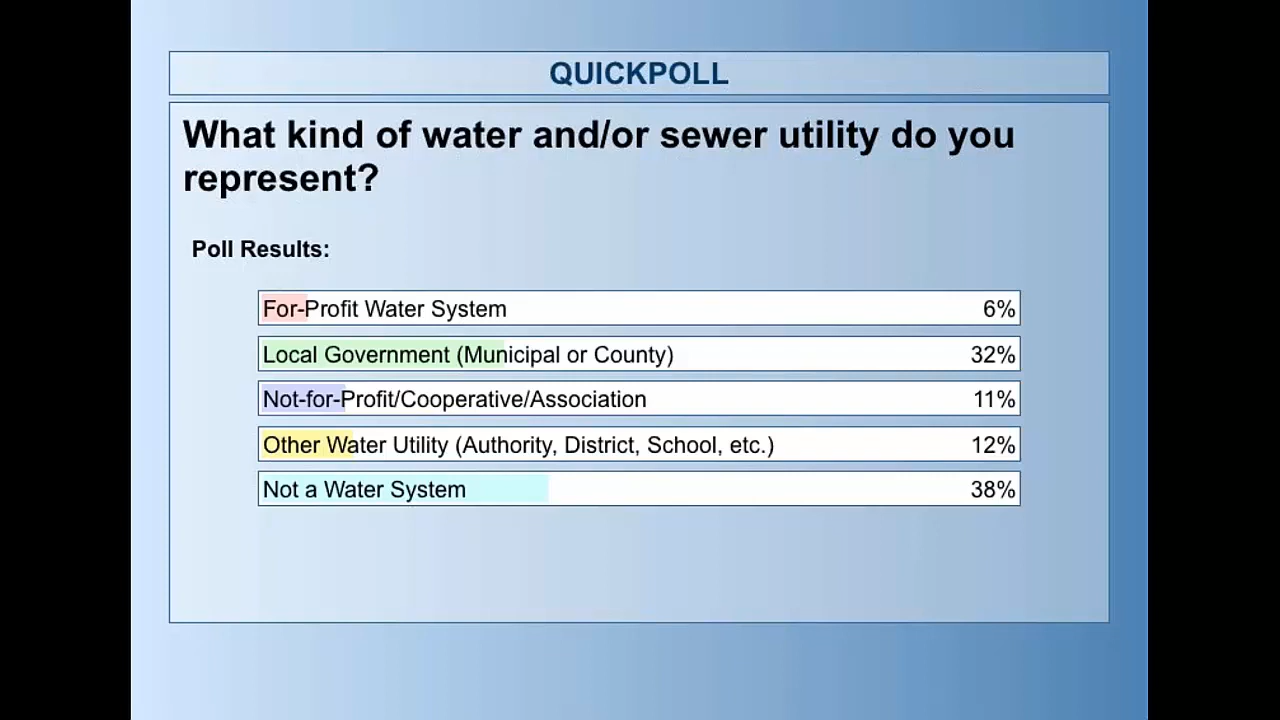 QUICKPOLL
What kind of water and/or sewer utility do you
represent?
Poll Results:
For-Profit Water System 6%
Local Government (Municipal or County) 32%
Not-for-Profit/Cooperative/Association 11%
Other Water Utility (Authority, District, School, etc.) 12%
Not a Water System 38%